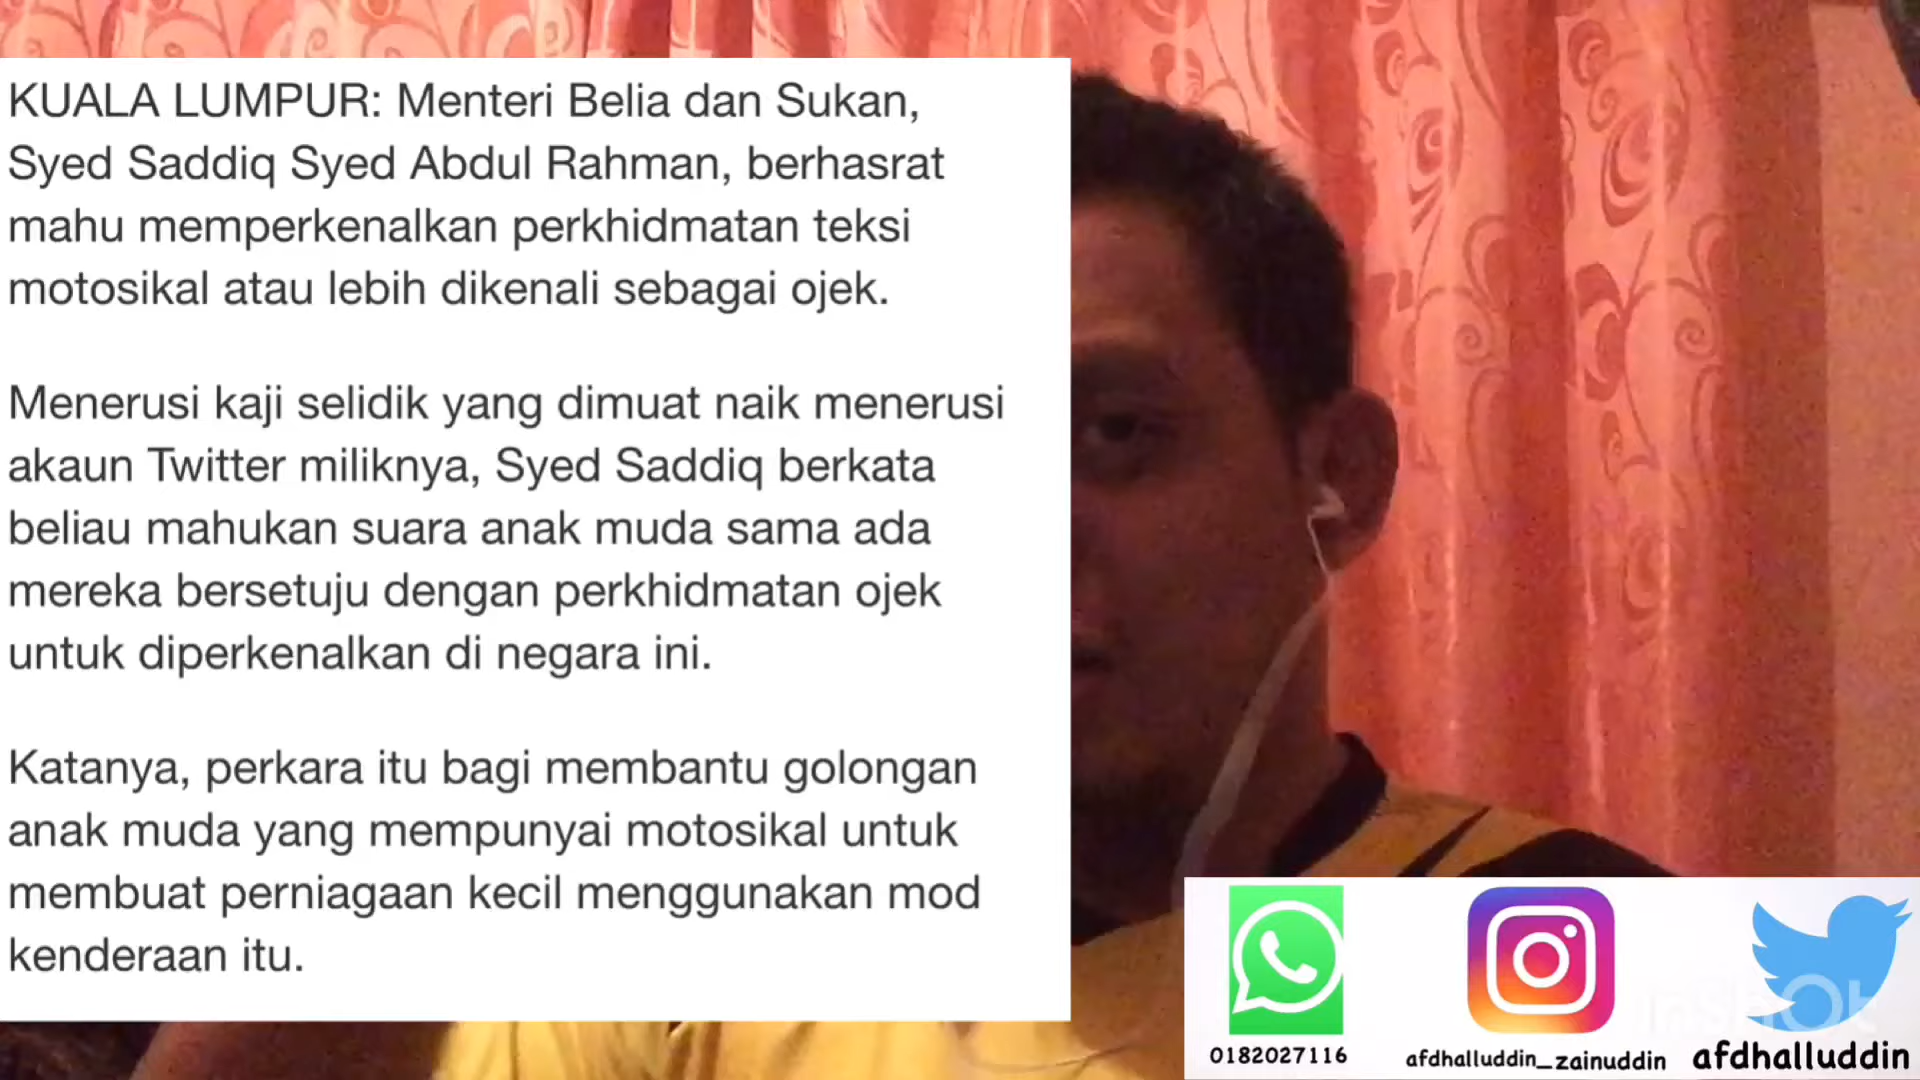 KUALA LUMPUR: Menteri Belia dan Sukan,
Syed Saddiq Syed Abdul Rahman, berhasrat
mahu memperkenalkan perkhidmatan teksi
motosikal atau lebih dikenali sebagai ojek.
Menerusi kaji selidik yang dimuat naik menerusi
akaun Twitter miliknya, Syed Saddiq berkata
beliau mahukan suara anak muda sama ada
mereka bersetuju dengan perkhidmatan ojek
untuk diperkenalkan di negara ini.
Katanya, perkara itu bagi membantu golongan
anak muda yang mempunyai motosikal untuk
membuat perniagaan kecil menggunakan mod
kenderaan itu.
InShOt
0182027116
afdhalluddin_zainuddin
afdhalluddin